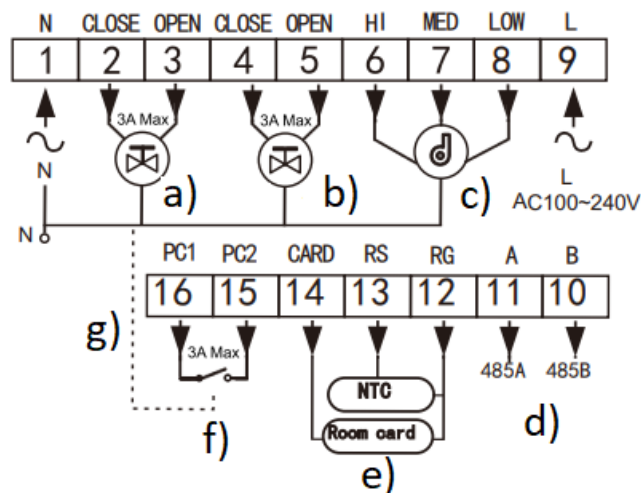 N CLOSE OPEN CLOSE OPEN HI MED LOW L
1 2 3 4 5 6 7 8 9
3A Max 3A Max
N a) b) c) L
AC100~240V
N
PC1 PC2 CARD RS RG A B
16 15 14 13 12 11 10
g) 3A Max 485A 485B
NTC
f) Room card d)
e)